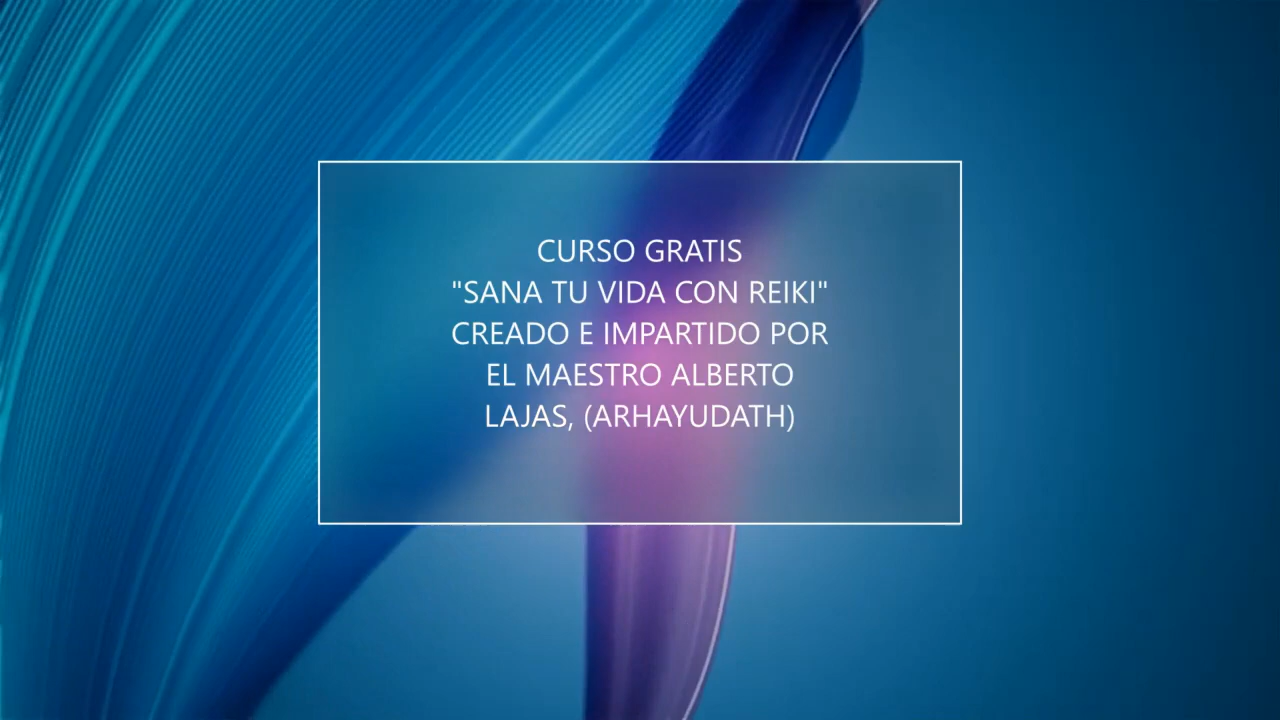 CURSO GRATIS
"SANA TU VIDA CON REIKI"
CREADO E IMPARTIDO POR
EL MAESTRO ALBERTO
LAJAS, (ARHAYUDATH)